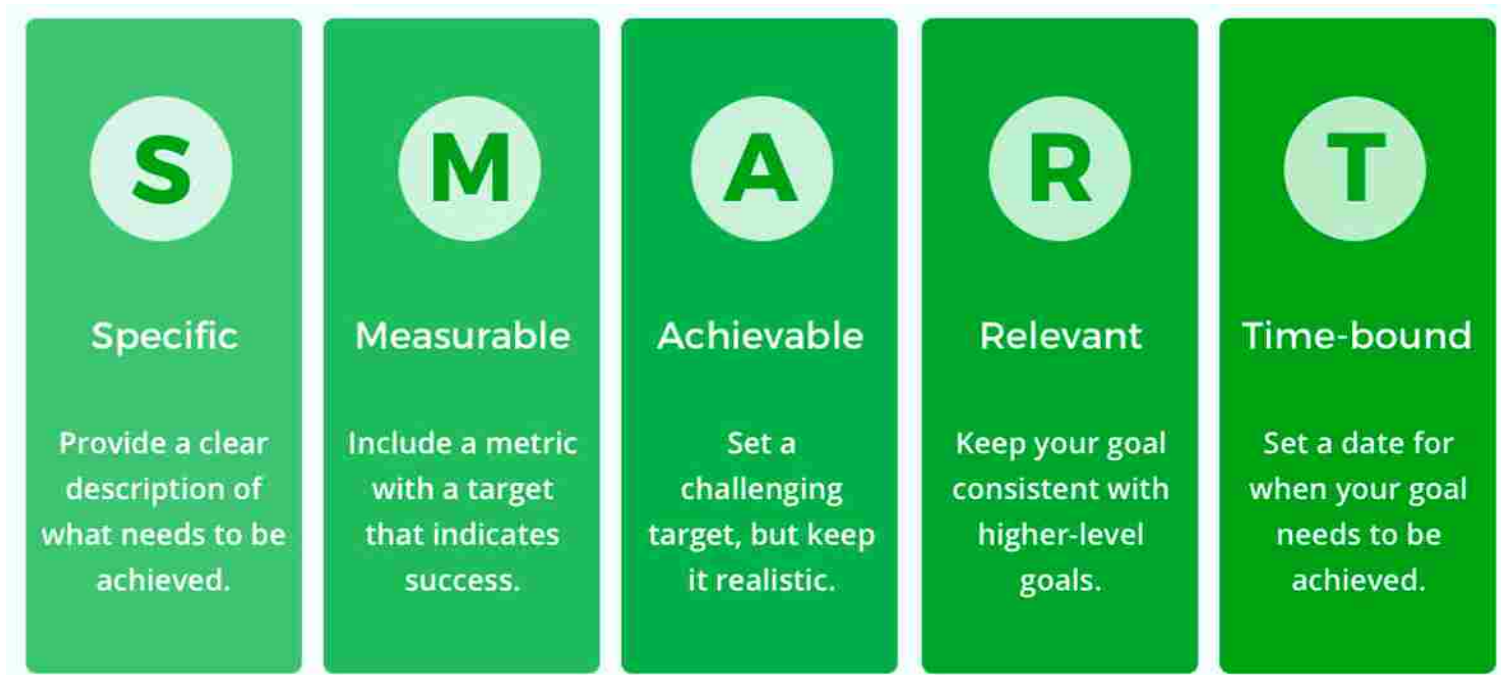 S
Specific
Provide a clear
description of
what needs to be
achieved.
M
Measurable
Include a metric
with a target
that indicates
success.
A
Achievable
Set a
challenging
target, but keep
it realistic.
R
Relevant
Keep your goal
consistent with
higher-level
goals.
T
Time-bound
Set a date for
when your goal
needs to be
achieved.